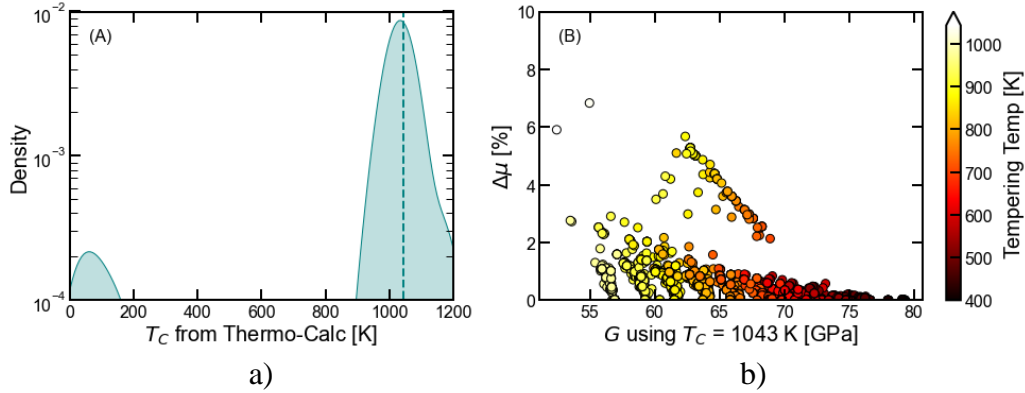 (A)
Density
10⁻²
10⁻³
10⁻⁴
0 200 400 600 800 1000 1200
T_C from Thermo-Calc [K]
a)
(B)
Δμ [%]
10
8
6
4
2
0
55 60 65 70 75 80
G using T_C = 1043 K [GPa]
b)
1000
900
800
700
600
500
400
Tempering Temp [K]